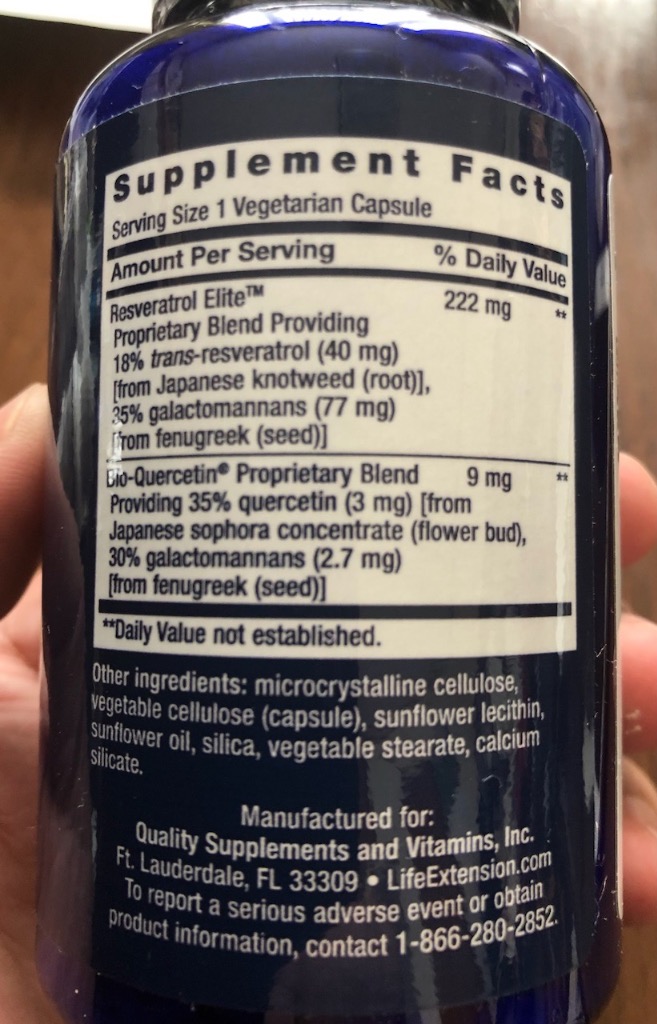 Supplement Facts
Serving Size 1 Vegetarian Capsule
Amount Per Serving % Daily Value
Resveratrol Elite™ 222 mg **
Proprietary Blend Providing
18% trans-resveratrol (40 mg)
[from Japanese knotweed (root)],
35% galactomannans (77 mg)
[from fenugreek (seed)]
Bio-Quercetin® Proprietary Blend 9 mg **
Providing 35% quercetin (3 mg) [from
Japanese sophora concentrate (flower bud),
30% galactomannans (2.7 mg)
[from fenugreek (seed)]
**Daily Value not established.
Other ingredients: microcrystalline cellulose,
vegetable cellulose (capsule), sunflower lecithin,
sunflower oil, silica, vegetable stearate, calcium
silicate.
Manufactured for:
Quality Supplements and Vitamins, Inc.
Ft. Lauderdale, FL 33309 • LifeExtension.com
To report a serious adverse event or obtain
product information, contact 1-866-280-2852.